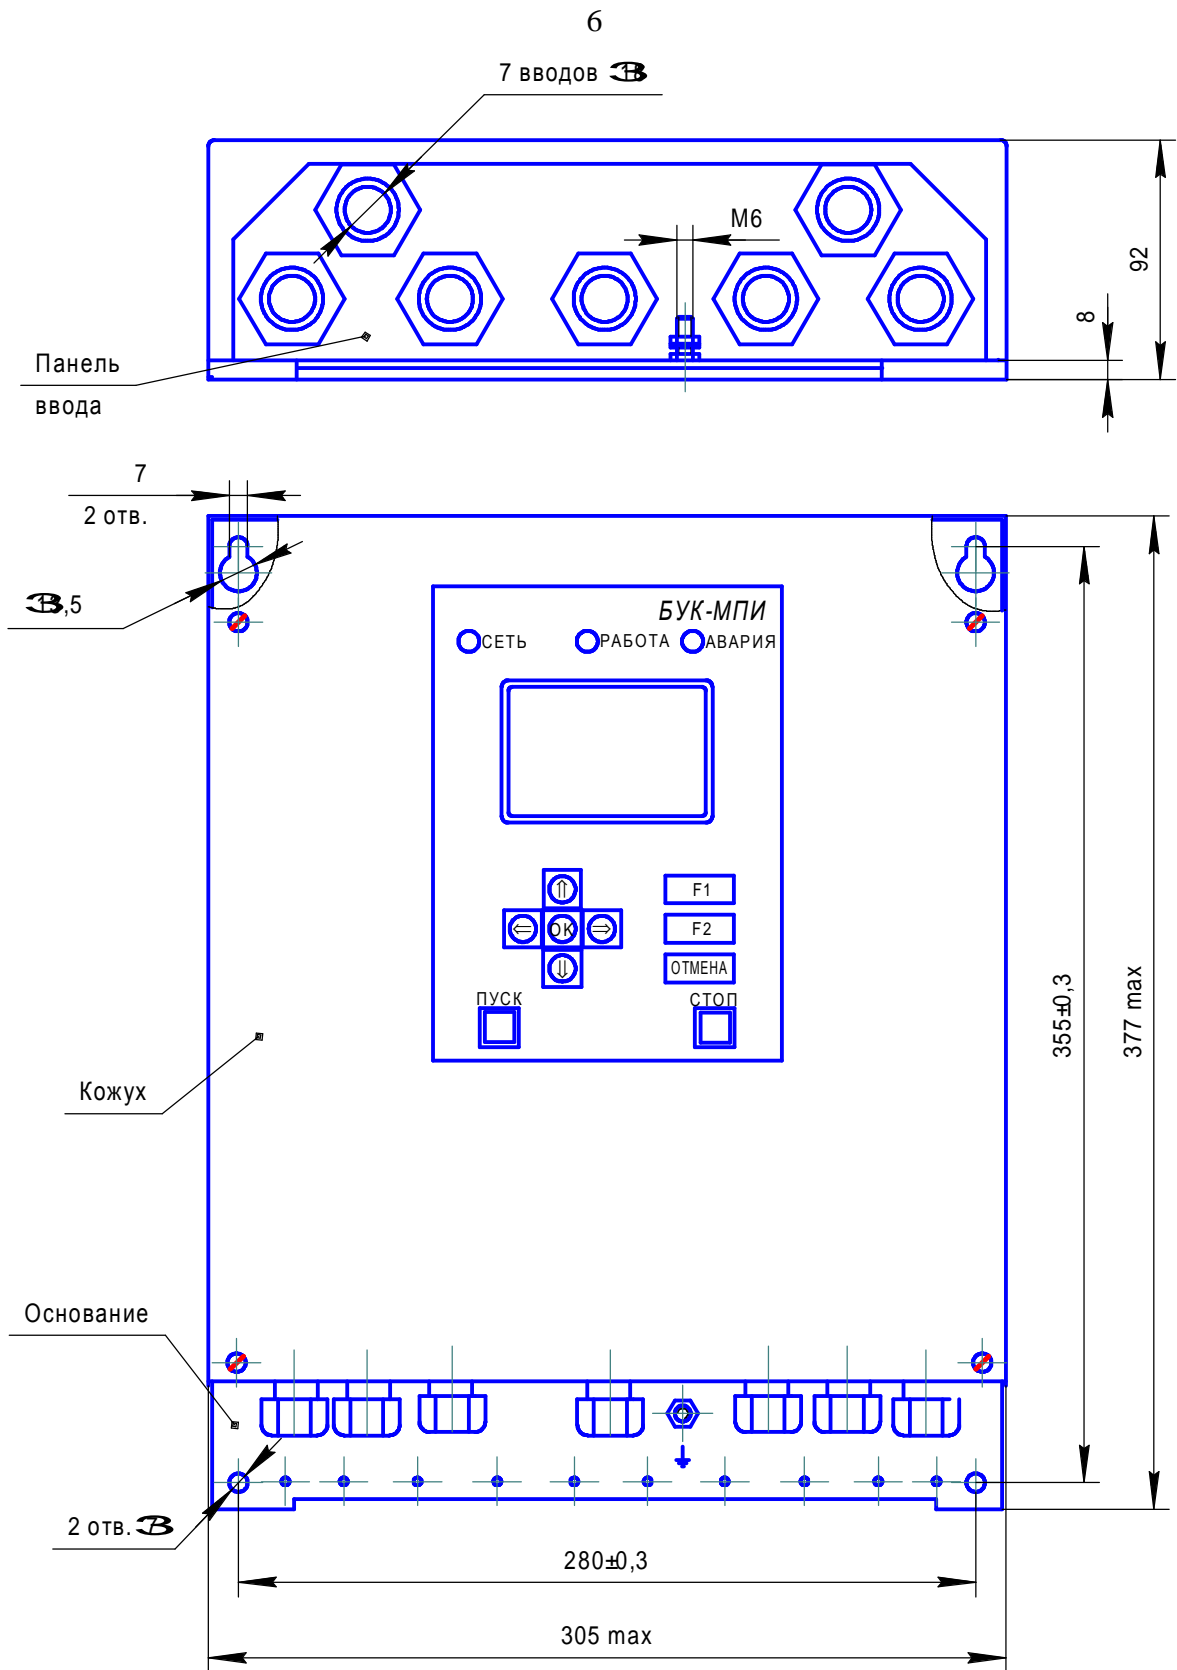 6
7 вводов
М6
92
8
Панель
ввода
7
2 отв.
БУК-МПИ
СЕТЬ РАБОТА АВАРИЯ
F1
OK
F2
ОТМЕНА
ПУСК СТОП
355±0,3
377 max
Кожух
Основание
2 отв.
280±0,3
305 max